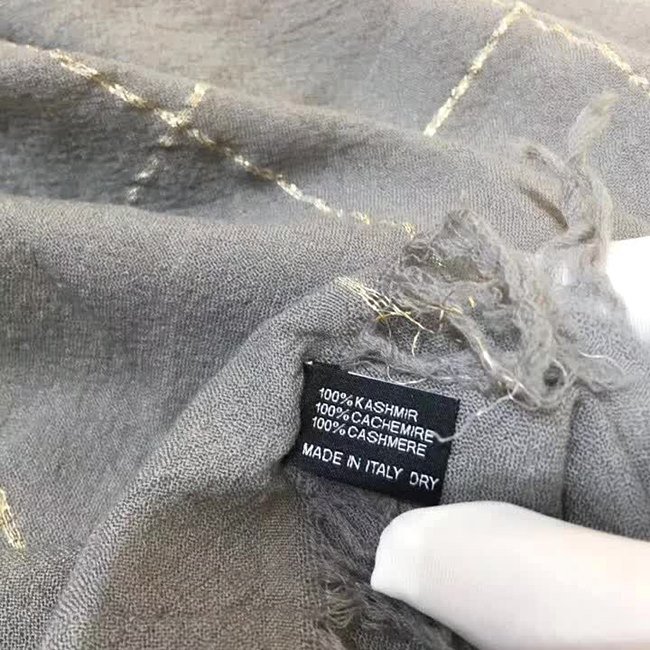 100% KASHMIR
100% CACHEMIRE
100% CASHMERE
MADE IN ITALY DRY